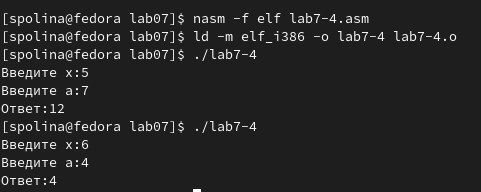 [spolina@fedora lab07]$ nasm -f elf lab7-4.asm
[spolina@fedora lab07]$ ld -m elf_i386 -o lab7-4 lab7-4.o
[spolina@fedora lab07]$ ./lab7-4
Введите x:5
Введите a:7
Ответ:12
[spolina@fedora lab07]$ ./lab7-4
Введите x:6
Введите a:4
Ответ:4